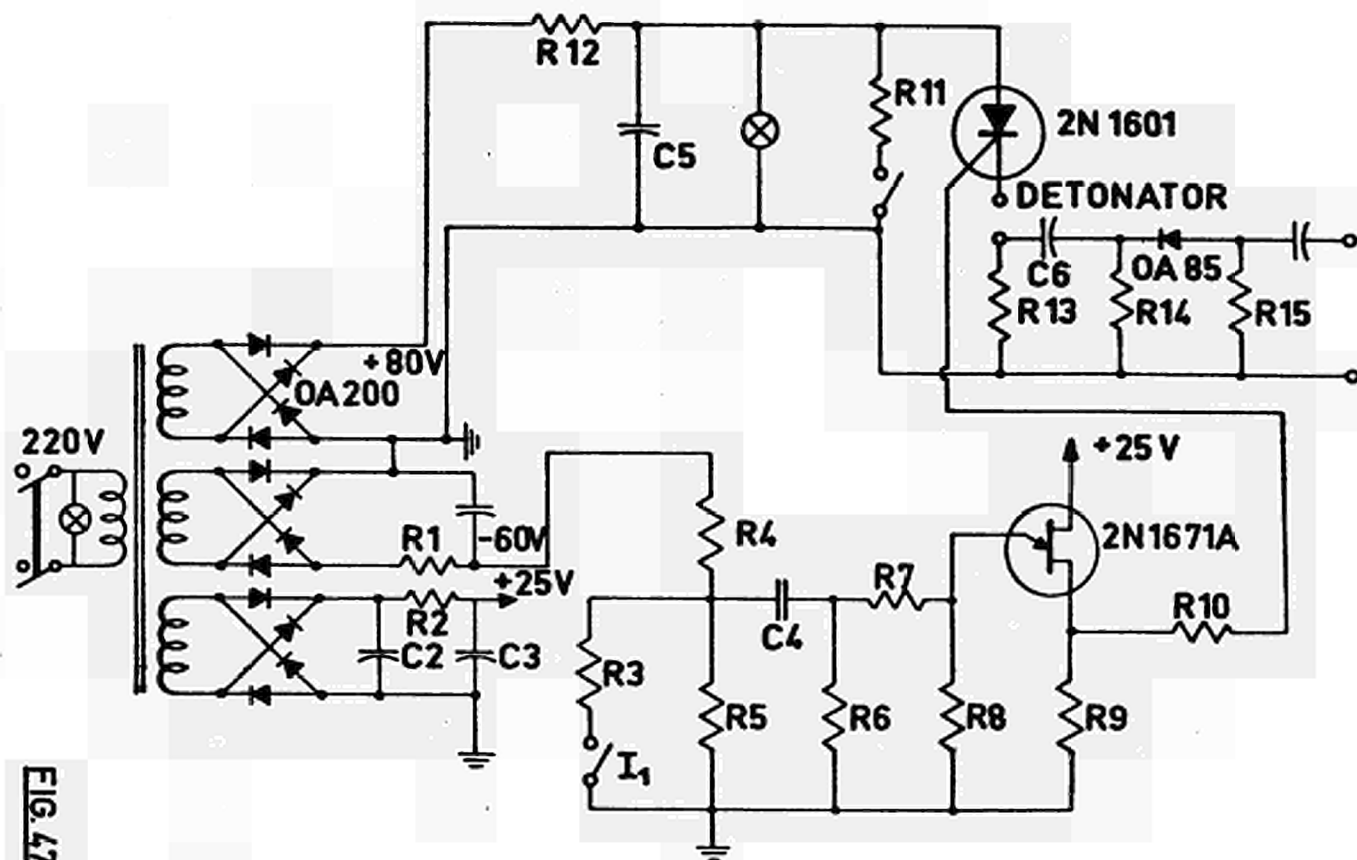 R 12
C5
R11
2N 1601
DETONATOR
C6
OA 85
R13
R14
R15
+80V
OA200
220V
+25 V
R1
-60V
R4
2N1671A
+25V
R2
R7
R10
C2
C3
R3
C4
R5
R6
R8
R9
I₁